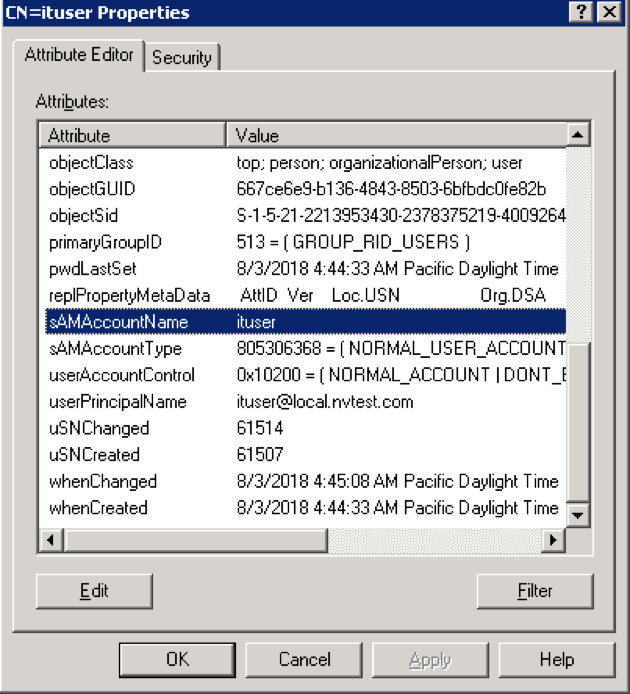 CN=ituser Properties
Attribute Editor
Security
Attributes:
Attribute Value
objectClass top; person; organizationalPerson; user
objectGUID 667ce6e9-b136-4843-8503-6bfbdc0fe82b
objectSid S-1-5-21-2213953430-2378375219-4009264
primaryGroupID 513 = ( GROUP_RID_USERS )
pwdLastSet 8/3/2018 4:44:33 AM Pacific Daylight Time
replPropertyMetaData AttID Ver Loc.USN Org.DSA
sAMAccountName ituser
sAMAccountType 805306368 = ( NORMAL_USER_ACCOUNT
userAccountControl 0x10200 = ( NORMAL_ACCOUNT | DONT_E
userPrincipalName ituser@local.nvtest.com
uSNChanged 61514
uSNCreated 61507
whenChanged 8/3/2018 4:45:08 AM Pacific Daylight Time
whenCreated 8/3/2018 4:44:33 AM Pacific Daylight Time
Edit Filter
OK Cancel Apply Help